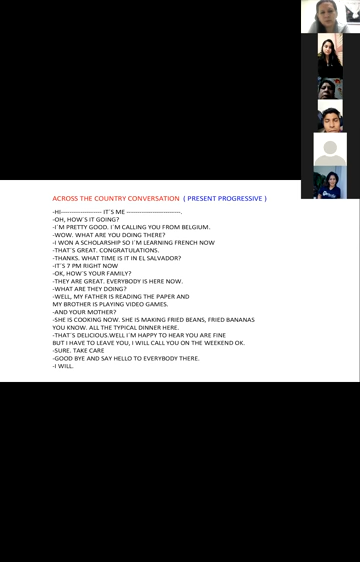 ACROSS THE COUNTRY CONVERSATION ( PRESENT PROGRESSIVE )
-HI------------------- IT´S ME -------------------------.
-OH, HOW´S IT GOING?
-I´M PRETTY GOOD. I´M CALLING YOU FROM BELGIUM.
-WOW. WHAT ARE YOU DOING THERE?
-I WON A SCHOLARSHIP SO I´M LEARNING FRENCH NOW
-THAT´S GREAT. CONGRATULATIONS.
-THANKS. WHAT TIME IS IT IN EL SALVADOR?
-IT´S 7 PM RIGHT NOW
-OK, HOW´S YOUR FAMILY?
-THEY ARE GREAT. EVERYBODY IS HERE NOW.
-WHAT ARE THEY DOING?
-WELL, MY FATHER IS READING THE PAPER AND
MY BROTHER IS PLAYING VIDEO GAMES.
-AND YOUR MOTHER?
-SHE IS COOKING NOW. SHE IS MAKING FRIED BEANS, FRIED BANANAS
YOU KNOW. ALL THE TYPICAL DINNER HERE.
-THAT´S DELICIOUS.WELL I´M HAPPY TO HEAR YOU ARE FINE
BUT I HAVE TO LEAVE YOU, I WILL CALL YOU ON THE WEEKEND OK.
-SURE. TAKE CARE
-GOOD BYE AND SAY HELLO TO EVERYBODY THERE.
-I WILL.